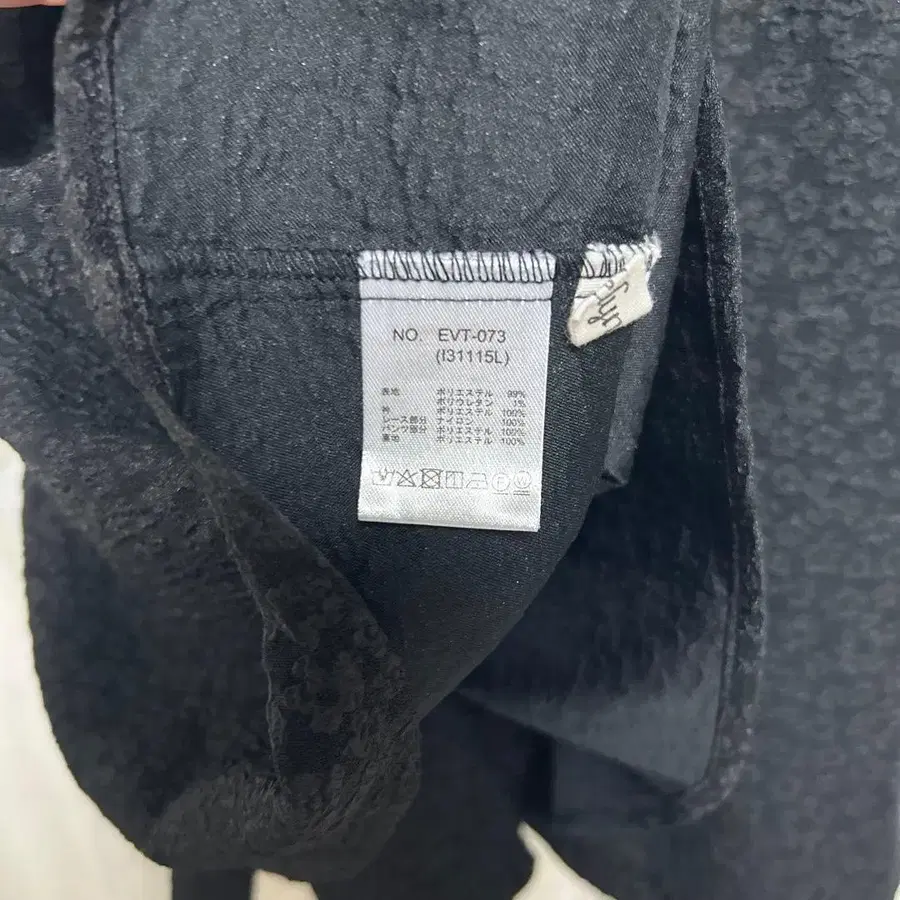 NO. EVT-073
(I31115L)
表地 ポリエステル 99%
ポリウレタン 1%
衿 ポリエステル 100%
レース部分 ナイロン 100%
パンツ部分 ポリエステル 100%
裏地 ポリエステル 100%